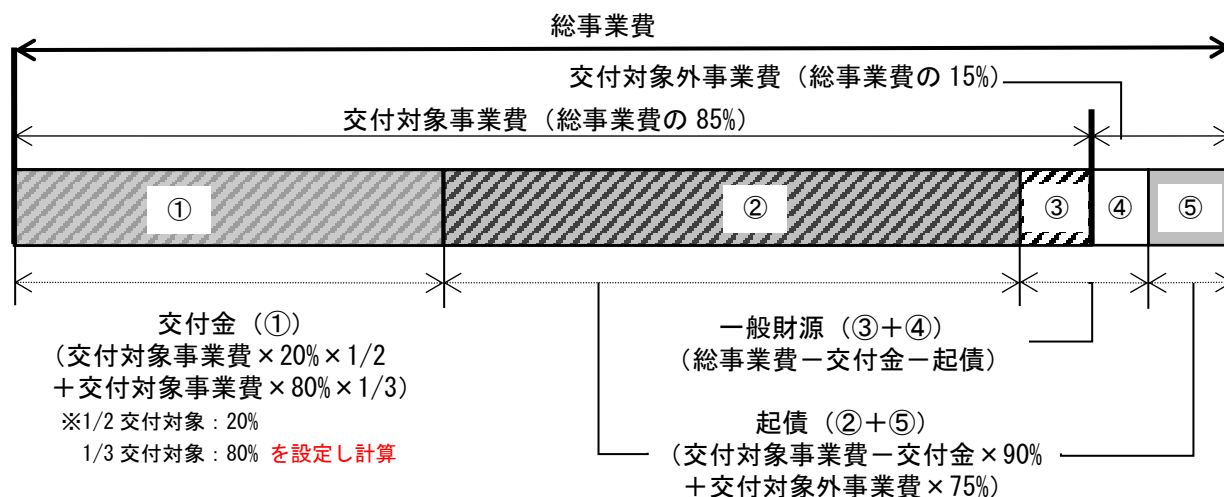 総事業費
交付対象外事業費（総事業費の 15%）
交付対象事業費（総事業費の 85%）
①
②
③
④
⑤
交付金（①）
（交付対象事業費×20%×1/2
＋交付対象事業費×80%×1/3）
※1/2 交付対象：20%
1/3 交付対象：80% を設定し計算
一般財源（③＋④）
（総事業費－交付金－起債）
起債（②＋⑤）
（交付対象事業費－交付金×90%
＋交付対象外事業費×75%）